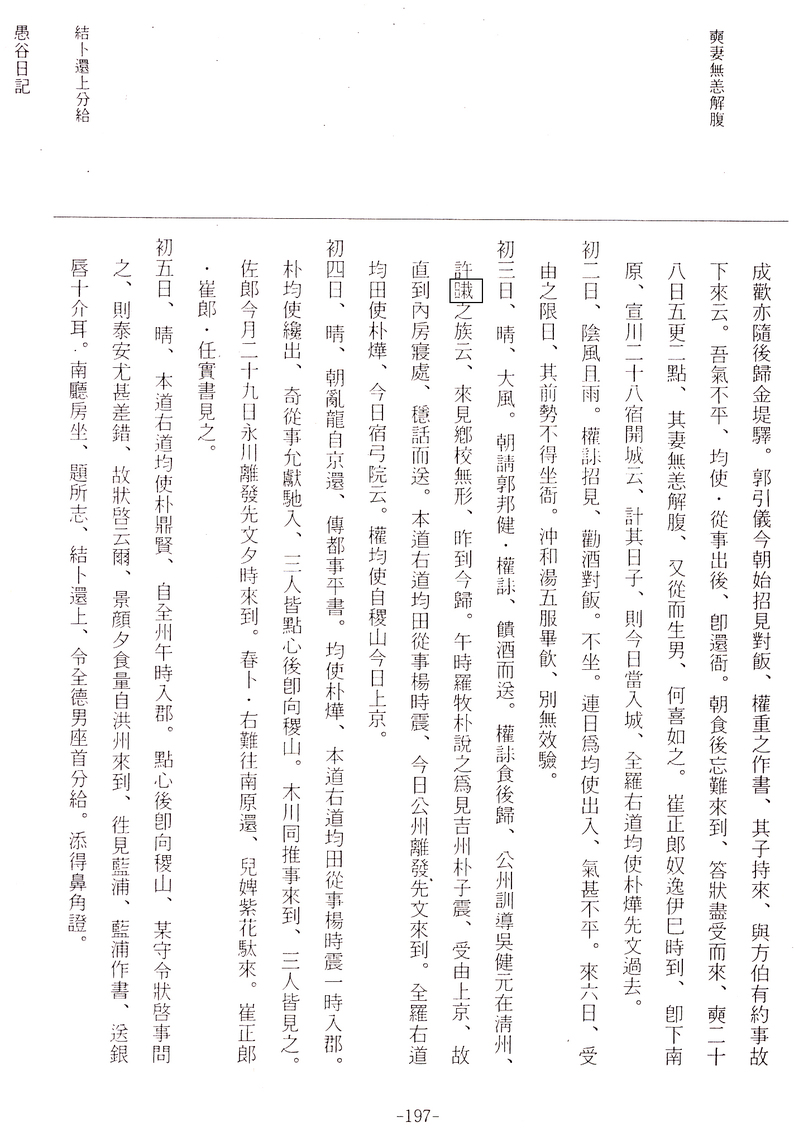 奭妻無恙解腹
結卜還上分給
愚谷日記
成歡亦隨後歸金堤驛。郭引儀今朝始招見對飯、權重之作書、其子持來、與方伯有約事故
下來云。吾氣不平、均使·從事出後、卽還衙。朝食後忘難來到、答狀盡受而來、奭二十
八日五更二點、其妻無恙解腹、又從而生男、何喜如之。崔正郎奴逸伊巳時到、卽下南
原、宣川二十八宿開城云、計其日子、則今日當入城、全羅右道均使朴燁先文過去。
初二日、陰風且雨。權詸招見、勸酒對飯。不坐。連日爲均使出入、氣甚不平。來六日、受
由之限日、其前勢不得坐衙。沖和湯五服畢飮、別無效驗。
初三日、晴、大風。朝請郭邦健·權詸、饋酒而送。權詸食後歸、公州訓導吳健元在淸州、
許之族云、來見鄕校無形、昨到今歸。午時羅牧朴說之爲見吉州朴子震、受由上京、故
直到內房寢處、穩話而送。本道右道均田從事楊時震、今日公州離發先文來到。全羅右道
均田使朴燁、今日宿弓院云。權均使自稷山今日上京。
初四日、晴、朝亂龍自京還、傳都事平書。均使朴燁、本道右道均田從事楊時震一時入郡。
朴均使纔出、奇從事允獻馳入、三人皆點心後卽向稷山。木川同推事來到、三人皆見之。
佐郎今月二十九日永川離發先文夕時來到。春卜·右難往南原還、兒婢紫花馱來。崔正郎
·崔郎·任實書見之。
初五日、晴、本道右道均使朴鼎賢、自全州午時入郡。點心後卽向稷山、某守令狀啓事問
之、則泰安尤甚差錯、故狀啓云爾、景顔夕食量自洪州來到、徃見藍浦、藍浦作書、送銀
唇十介耳。南廳房坐、題所志、結卜還上、令全德男座首分給。添得鼻角證。
-197-